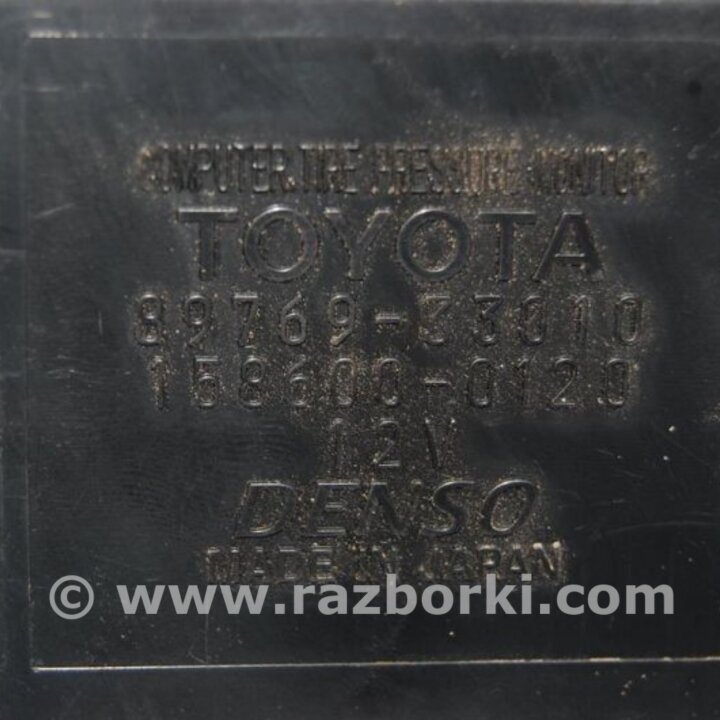 COMPUTER.TIRE PRESSURE MONITOR
TOYOTA
89769-33010
158600-0120
12V
DENSO
MADE IN JAPAN
© www.razborki.com